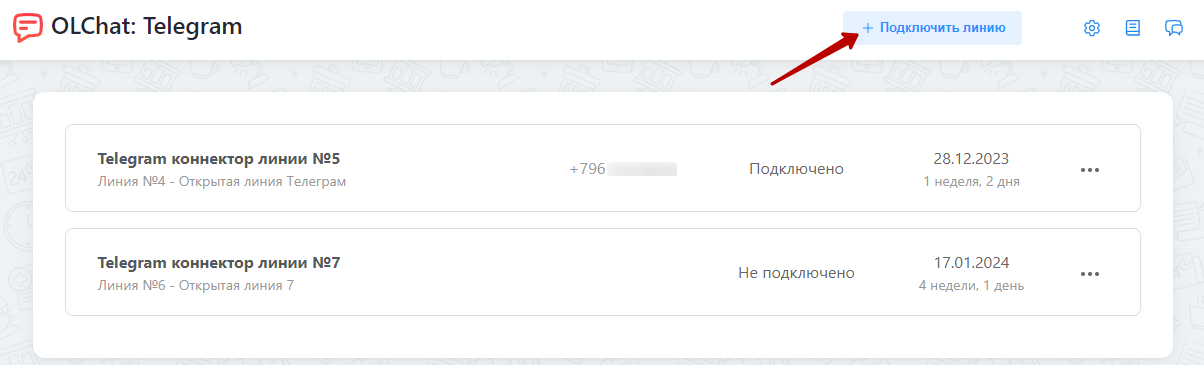 OLChat: Telegram
+ Подключить линию
Telegram коннектор линии №5
Линия №4 - Открытая линия Телеграм
+796
Подключено
28.12.2023
1 неделя, 2 дня
Telegram коннектор линии №7
Линия №6 - Открытая линия 7
Не подключено
17.01.2024
4 недели, 1 день